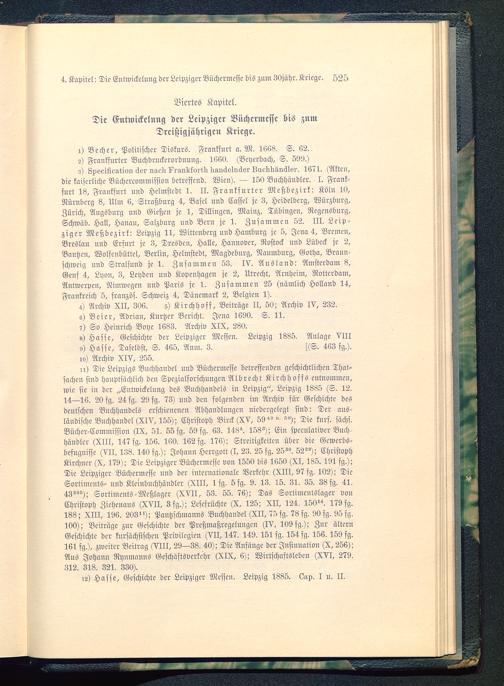 4. Kapitel: Die Entwickelung der Leipziger Büchermesse bis zum 30jähr. Kriege. 525
Viertes Kapitel.
Die Entwickelung der Leipziger Büchermesse bis zum
Dreißigjährigen Kriege.
1) Becher, Politischer Diskurs. Frankfurt a. M. 1668. S. 62.
2) Frankfurter Buchdruckerordnung. 1660. (Beyerbach, S. 599.)
3) Specification der nach Frankforth handelnder Buchhändler. 1671. (Akten,
die kaiserliche Büchercommission betreffend. Wien). — 150 Buchhändler. I. Frank-
furt 18, Frankfurt und Helmstedt 1. II. Frankfurter Meßbezirk: Köln 10,
Nürnberg 8, Ulm 6, Straßburg 4, Basel und Cassel je 3, Heidelberg, Würzburg,
Zürich, Augsburg und Gießen je 1, Dillingen, Mainz, Tübingen, Regensburg,
Schwäb. Hall, Hanau, Salzburg und Bern je 1. Zusammen 52. III. Leip-
ziger Meßbezirk: Leipzig 11, Wittenberg und Hamburg je 5, Jena 4, Bremen,
Breslau und Erfurt je 3, Dresden, Halle, Hannover, Rostock und Lübeck je 2,
Bautzen, Wolfenbüttel, Berlin, Helmstedt, Magdeburg, Naumburg, Gotha, Braun-
schweig und Stralsund je 1. Zusammen 53. IV. Ausland: Amsterdam 8,
Genf 4, Lyon 3, Leyden und Kopenhagen je 2, Utrecht, Arnheim, Rotterdam,
Antwerpen, Nimwegen und Paris je 1. Zusammen 25 (nämlich Holland 14,
Frankreich 5, französ. Schweiz 4, Dänemark 2, Belgien 1).
4) Archiv XII, 306. 5) Kirchhoff, Beiträge II, 50; Archiv IV, 232.
6) Beier, Adrian, Kurtzer Bericht. Jena 1690. S. 11.
7) So Heinrich Boye 1683. Archiv XIX, 280.
8) Hasse, Geschichte der Leipziger Messen. Leipzig 1885. Anlage VIII
9) Hasse, Daselbst, S. 465, Anm. 3. [(S. 463 fg.).
10) Archiv XIV, 255.
11) Die Leipzigs Buchhandel und Büchermesse betreffenden geschichtlichen That-
sachen sind hauptsächlich den Spezialforschungen Albrecht Kirchhoffs entnommen,
wie sie in der „Entwickelung des Buchhandels in Leipzig“, Leipzig 1885 (S. 12.
14—16. 20 fg. 24 fg. 29 fg. 73) und den folgenden im Archiv für Geschichte des
deutschen Buchhandels erschienenen Abhandlungen niedergelegt sind: Der aus-
ländische Buchhandel (XIV, 155); Christoph Birck (XV, 59); Die kurf. sächs.
Bücher-Commission (IX, 51. 55 fg. 59 fg. 63. 148. 158); Ein speculativer Buch-
händler (XIII, 147 fg. 156. 160. 162 fg. 176); Streitigkeiten über die Gewerbs-
befugnisse (VII, 138. 140 fg.); Johann Herrgott (I, 23. 25 fg. 25. 52); Christoph
Kirchner (X, 179); Die Leipziger Büchermesse von 1550 bis 1650 (XI, 185. 191 fg.);
Die Leipziger Büchermesse und der internationale Verkehr (XIII, 97 fg. 102); Die
Sortiments- und Kleinbuchhändler (XIII, 1 fg. 5 fg. 9. 13. 15. 31. 35. 38 fg. 41.
43); Sortiments-Meßlager (XVII, 53. 55. 76); Das Sortimentslager von
Christoph Ziehenaus (XVII, 3 fg.); Lesefrüchte (X, 125; XII, 124. 150. 179 fg.
188; XIII, 196. 203); Pantzschmanns Buchhandel (XII, 75 fg. 78 fg. 90 fg. 95 fg.
100); Beiträge zur Geschichte der Preßmaßregelungen (IV, 109 fg.); Zur ältern
Geschichte der kursächsischen Privilegien (VII, 147. 149. 151 fg. 154 fg. 156. 159 fg.
161 fg.), zweiter Beitrag (VIII, 29—38. 40); Die Anfänge der Insinuation (X, 256);
Aus Johann Rynmanns Geschäftsverkehr (XIX, 6); Wirtschaftsleben (XVI, 279.
312. 318. 321. 330).
12) Hasse, Geschichte der Leipziger Messen. Leipzig 1885. Cap. I u. II.